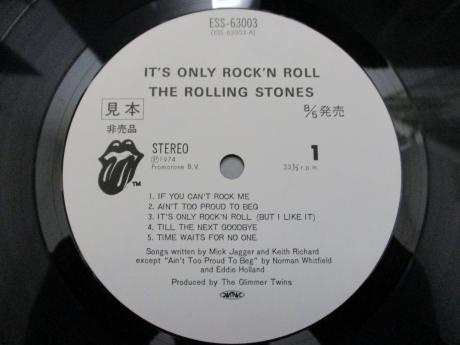 ESS-63003
(ESS-63003-A)
IT'S ONLY ROCK'N ROLL
THE ROLLING STONES
見本
非売品
8/5発売
STEREO
Ⓟ1974
Promotone B.V.
1
33⅓ r.p.m.
TM
1. IF YOU CAN'T ROCK ME
2. AIN'T TOO PROUD TO BEG
3. IT'S ONLY ROCK'N ROLL (BUT I LIKE IT)
4. TILL THE NEXT GOODBYE
5. TIME WAITS FOR NO ONE
Songs written by Mick Jagger and Keith Richard
except "Ain't Too Proud To Beg" by Norman Whitfield
and Eddie Holland
Produced by The Glimmer Twins